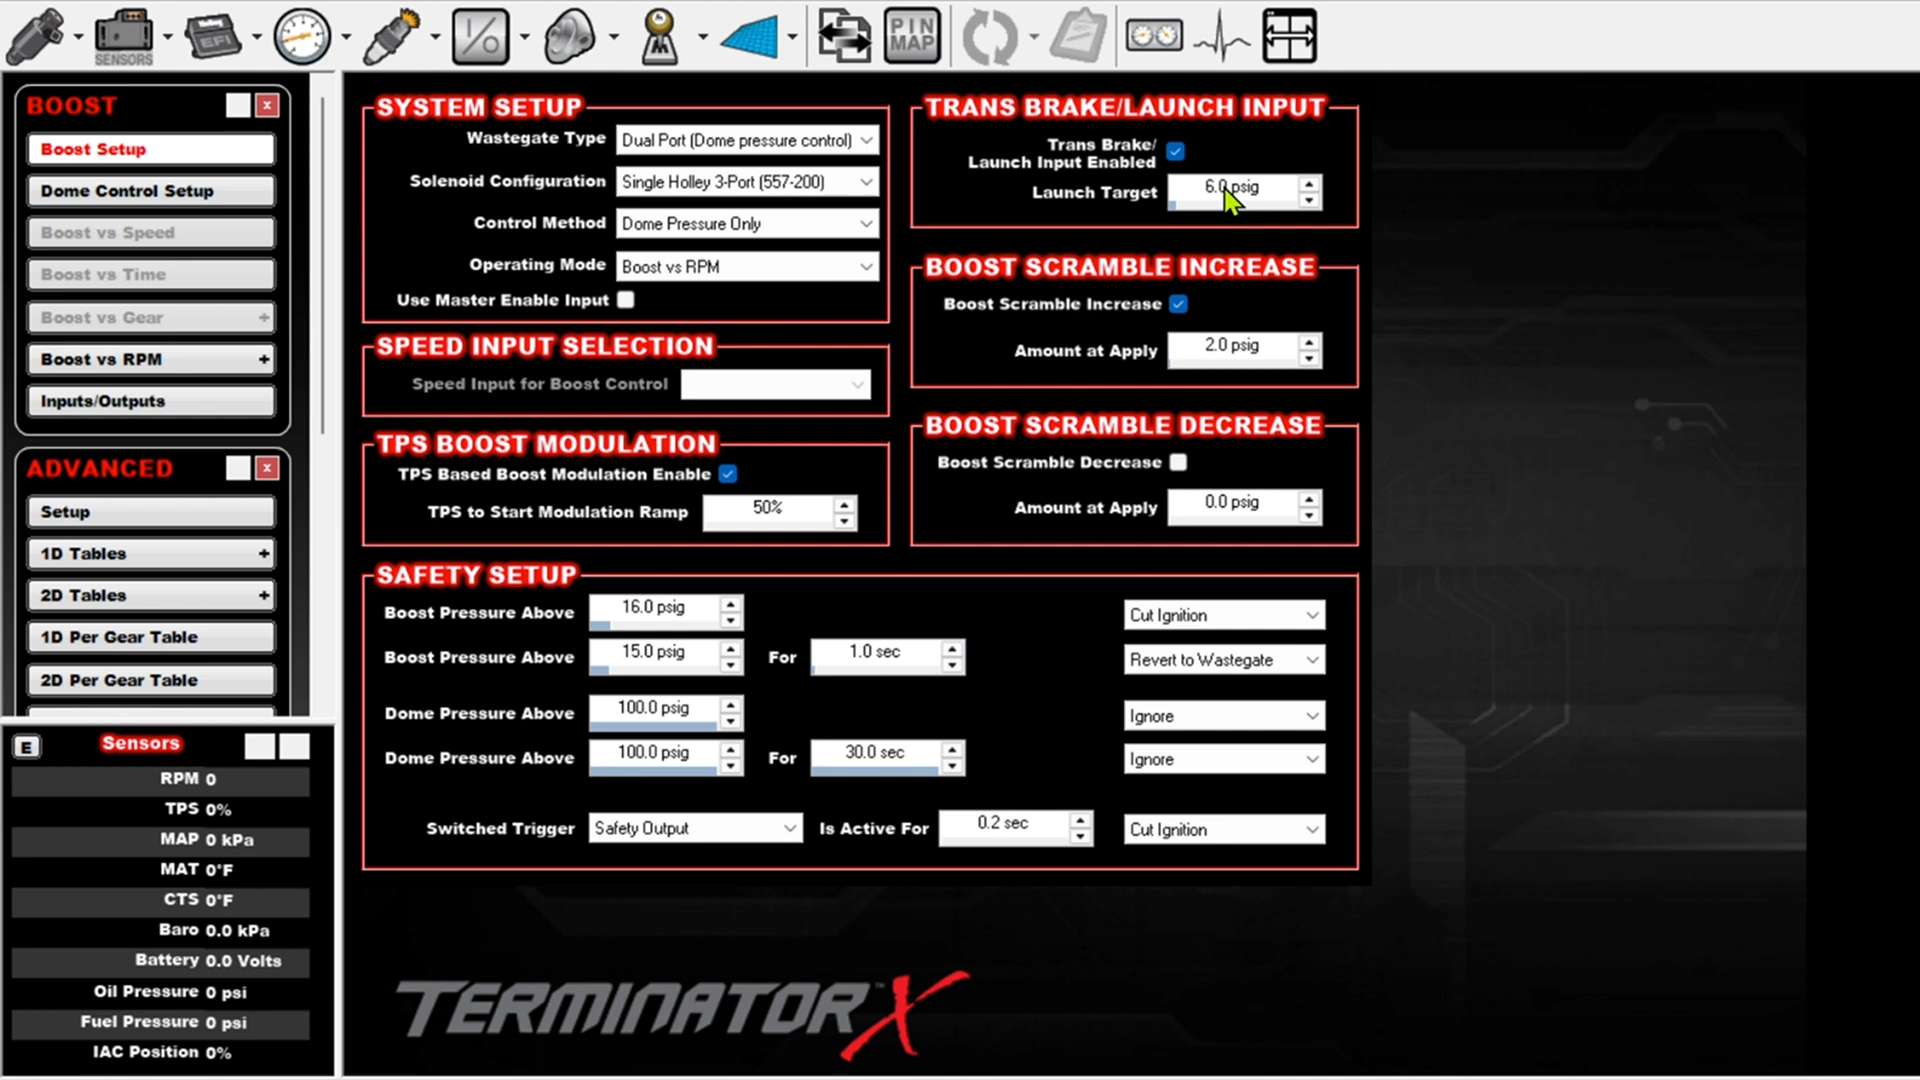 SENSORS
EFI
I/O
PIN
MAP
BOOST
x
Boost Setup
Dome Control Setup
Boost vs Speed
Boost vs Time
Boost vs Gear +
Boost vs RPM +
Inputs/Outputs
ADVANCED
x
Setup
1D Tables +
2D Tables +
1D Per Gear Table
2D Per Gear Table
E Sensors
RPM 0
TPS 0%
MAP 0 kPa
MAT 0°F
CTS 0°F
Baro 0.0 kPa
Battery 0.0 Volts
Oil Pressure 0 psi
Fuel Pressure 0 psi
IAC Position 0%
SYSTEM SETUP
Wastegate Type Dual Port (Dome pressure control)
Solenoid Configuration Single Holley 3-Port (557-200)
Control Method Dome Pressure Only
Operating Mode Boost vs RPM
Use Master Enable Input
SPEED INPUT SELECTION
Speed Input for Boost Control
TPS BOOST MODULATION
TPS Based Boost Modulation Enable
TPS to Start Modulation Ramp 50%
TRANS BRAKE/LAUNCH INPUT
Trans Brake/
Launch Input Enabled
Launch Target 6.0 psig
BOOST SCRAMBLE INCREASE
Boost Scramble Increase
Amount at Apply 2.0 psig
BOOST SCRAMBLE DECREASE
Boost Scramble Decrease
Amount at Apply 0.0 psig
SAFETY SETUP
Boost Pressure Above 16.0 psig Cut Ignition
Boost Pressure Above 15.0 psig For 1.0 sec Revert to Wastegate
Dome Pressure Above 100.0 psig Ignore
Dome Pressure Above 100.0 psig For 30.0 sec Ignore
Switched Trigger Safety Output Is Active For 0.2 sec Cut Ignition
TERMINATOR X